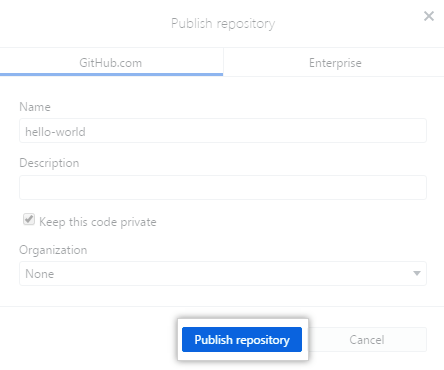 Publish repository
GitHub.com
Enterprise
Name
hello-world
Description
Keep this code private
Organization
None
Publish repository
Cancel